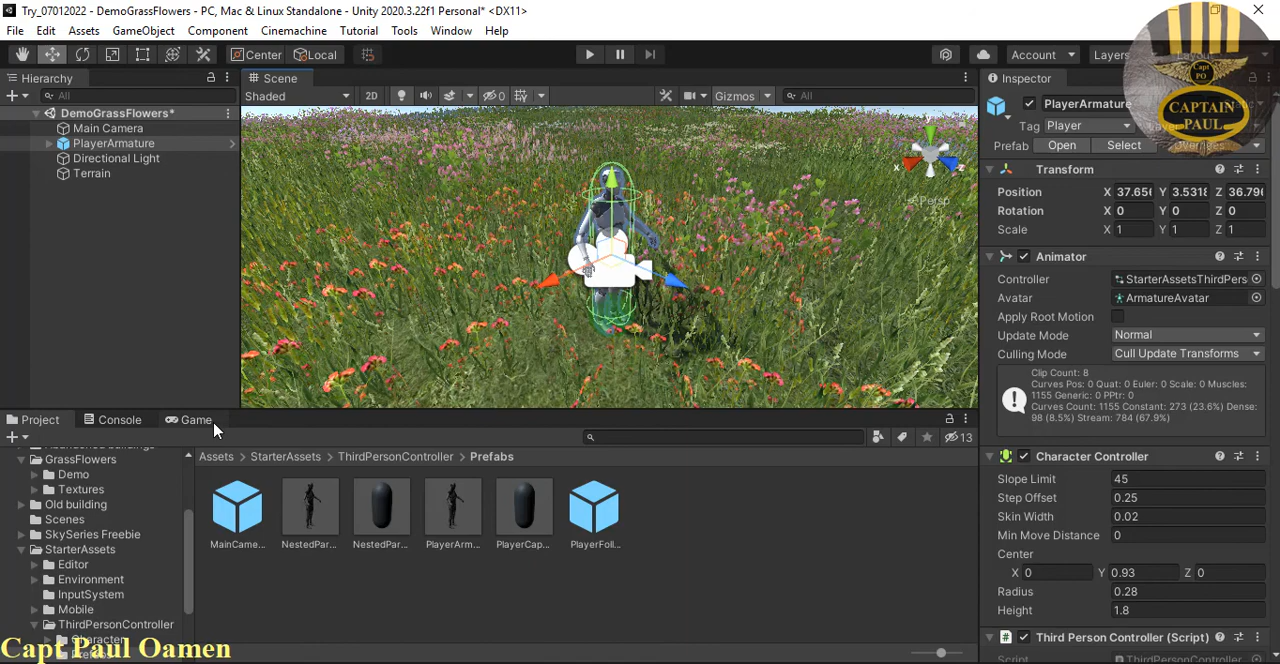 Try_07012022 - DemoGrassFlowers - PC, Mac & Linux Standalone - Unity 2020.3.22f1 Personal* <DX11>
File Edit Assets GameObject Component Cinemachine Tutorial Tools Window Help
Center Local Account Layers
Hierarchy Scene Inspector
All Shaded 2D 0 Gizmos All PlayerArmature
DemoGrassFlowers*
Tag Player
Main Camera
PlayerArmature
Prefab Open Select Overrides
Directional Light
Terrain
CAPTAIN
PAUL
Capt
PO
X Z
Persp
Transform
Position X 37.656 Y 3.5318 Z 36.796
Rotation X 0 Y 0 Z 0
Scale X 1 Y 1 Z 1
Animator
Controller StarterAssetsThirdPers
Avatar ArmatureAvatar
Apply Root Motion
Update Mode Normal
Culling Mode Cull Update Transforms
Clip Count: 8
Curves Pos: 0 Quat: 0 Euler: 0 Scale: 0 Muscles:
1155 Generic: 0 PPtr: 0
Curves Count: 1155 Constant: 273 (23.6%) Dense:
98 (8.5%) Stream: 784 (67.9%)
Character Controller
Slope Limit 45
Step Offset 0.25
Skin Width 0.02
Min Move Distance 0
Center
X 0 Y 0.93 Z 0
Radius 0.28
Height 1.8
Third Person Controller (Script)
Script ThirdPersonController
Project Console Game
13
GrassFlowers
Demo
Textures
Old building
Scenes
SkySeries Freebie
StarterAssets
Editor
Environment
InputSystem
Mobile
ThirdPersonController
Character
Assets > StarterAssets > ThirdPersonController > Prefabs
MainCame... NestedPar... NestedPar... PlayerArm... PlayerCap... PlayerFoll...
Capt Paul Oamen